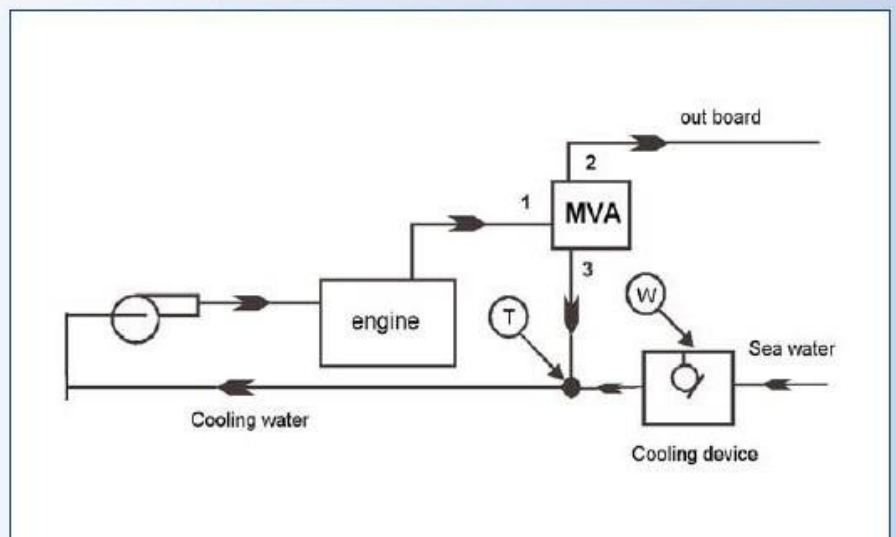 out board
2
1
MVA
3
W
T
engine
Sea water
Cooling water
Cooling device